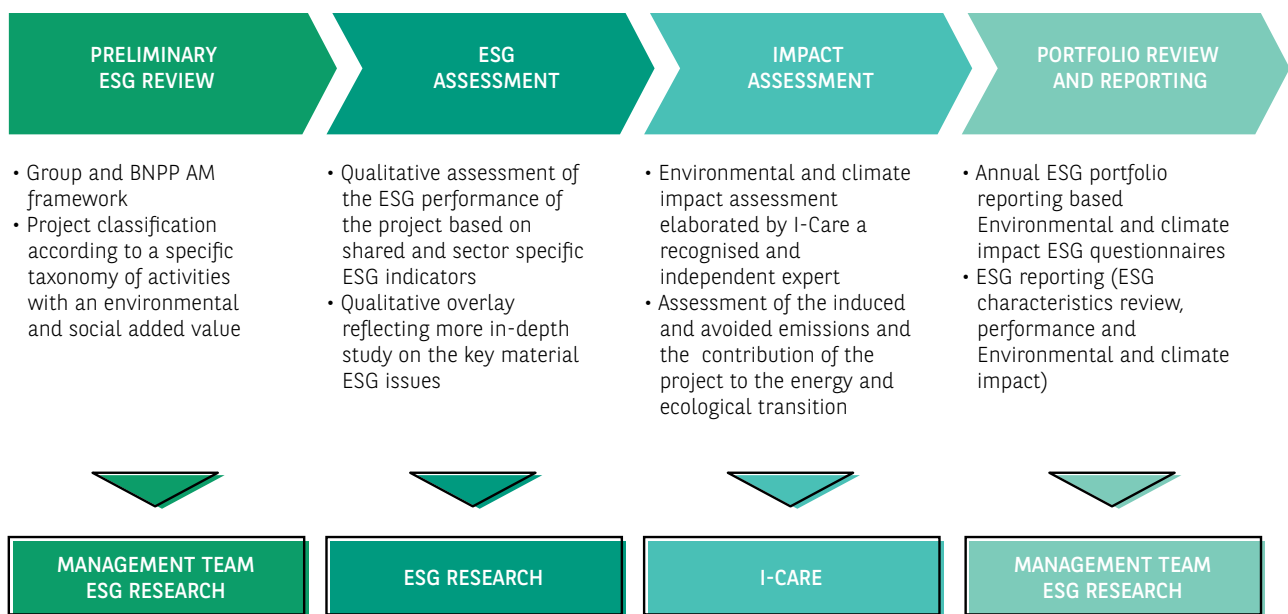 PRELIMINARY
ESG REVIEW
ESG
ASSESSMENT
IMPACT
ASSESSMENT
PORTFOLIO REVIEW
AND REPORTING
• Group and BNPP AM
framework
• Project classification
according to a specific
taxonomy of activities
with an environmental
and social added value
• Qualitative assessment of
the ESG performance of
the project based on
shared and sector specific
ESG indicators
• Qualitative overlay
reflecting more in-depth
study on the key material
ESG issues
• Environmental and climate
impact assessment
elaborated by I-Care a
recognised and
independent expert
• Assessment of the induced
and avoided emissions and
the contribution of the
project to the energy and
ecological transition
• Annual ESG portfolio
reporting based
Environmental and climate
impact ESG questionnaires
• ESG reporting (ESG
characteristics review,
performance and
Environmental and climate
impact)
MANAGEMENT TEAM
ESG RESEARCH
ESG RESEARCH
I-CARE
MANAGEMENT TEAM
ESG RESEARCH